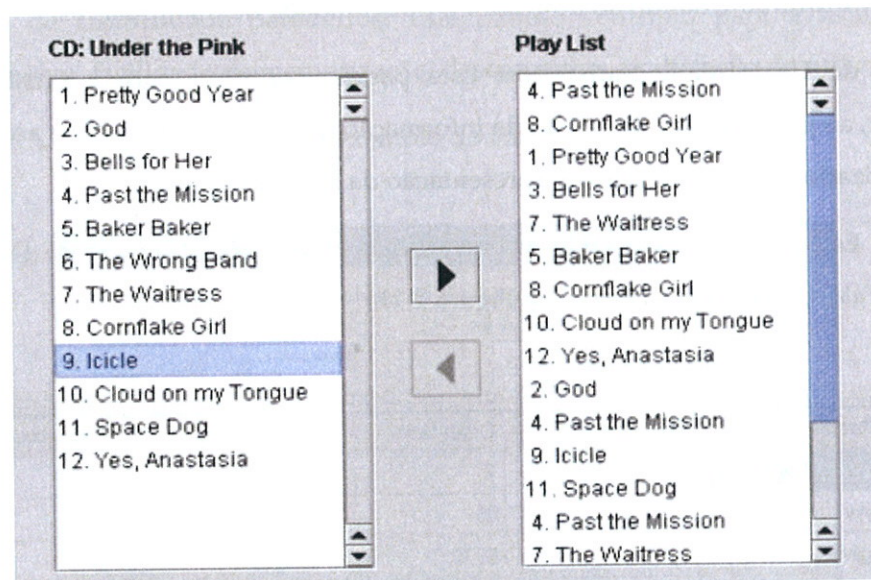 CD: Under the Pink
1. Pretty Good Year
2. God
3. Bells for Her
4. Past the Mission
5. Baker Baker
6. The Wrong Band
7. The Waitress
8. Cornflake Girl
9. Icicle
10. Cloud on my Tongue
11. Space Dog
12. Yes, Anastasia
Play List
4. Past the Mission
8. Cornflake Girl
1. Pretty Good Year
3. Bells for Her
7. The Waitress
5. Baker Baker
8. Cornflake Girl
10. Cloud on my Tongue
12. Yes, Anastasia
2. God
4. Past the Mission
9. Icicle
11. Space Dog
4. Past the Mission
7. The Waitress